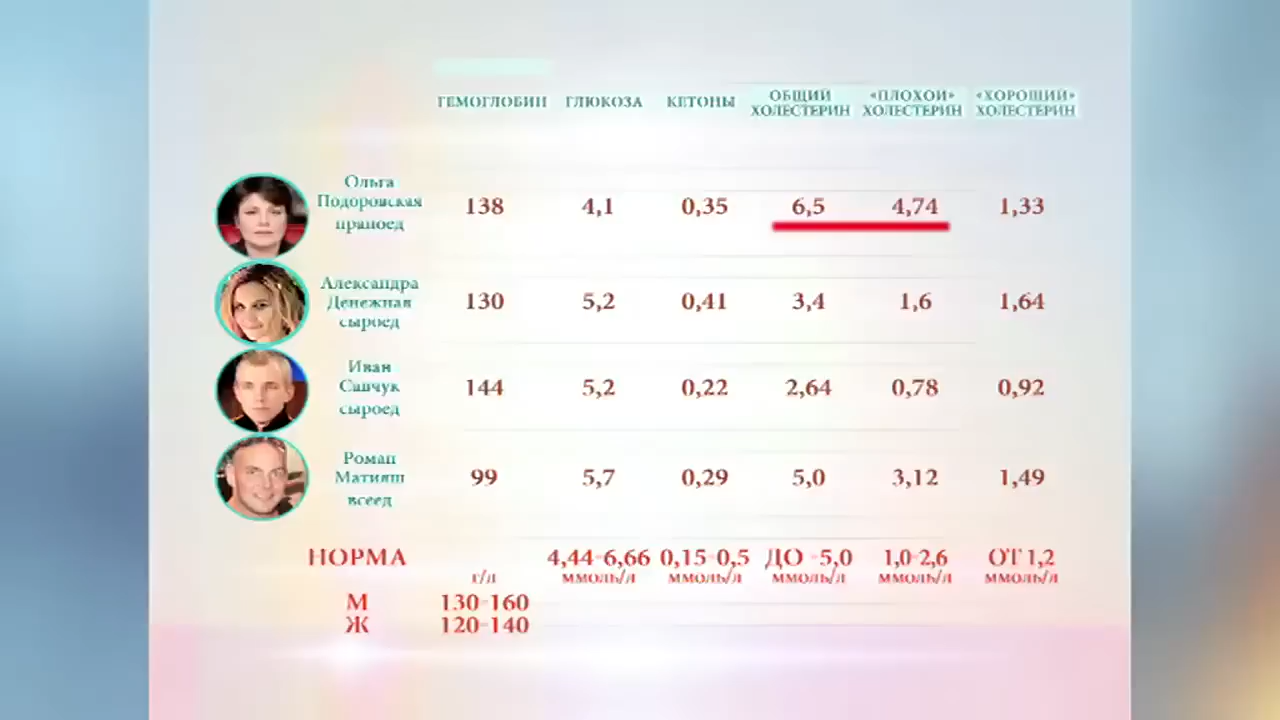 ГЕМОГЛОБИН ГЛЮКОЗА КЕТОНЫ ОБЩИЙ ХОЛЕСТЕРИН «ПЛОХОЙ» ХОЛЕСТЕРИН «ХОРОШИЙ» ХОЛЕСТЕРИН
Ольга
Подоровская
праноед
138 4,1 0,35 6,5 4,74 1,33
Александра
Денежная
сыроед
130 5,2 0,41 3,4 1,6 1,64
Иван
Савчук
сыроед
144 5,2 0,22 2,64 0,78 0,92
Роман
Матияш
всеед
99 5,7 0,29 5,0 3,12 1,49
НОРМА 4,44-6,66 0,15-0,5 ДО -5,0 1,0-2,6 ОТ 1,2
г/л ммоль/л ммоль/л ммоль/л ммоль/л ммоль/л
М 130-160
Ж 120-140